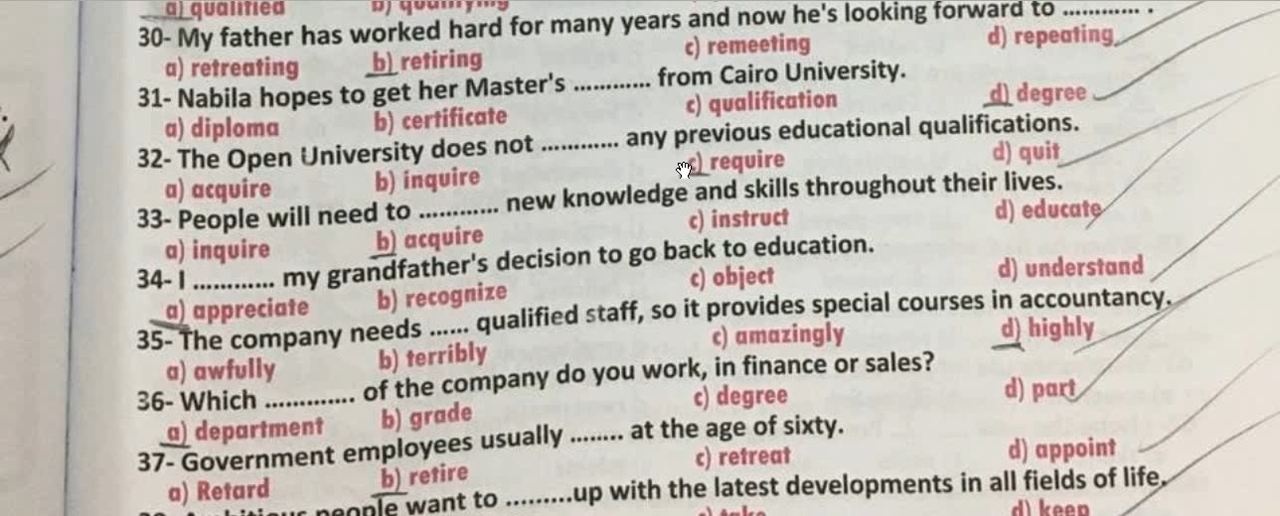 a) qualified b) qualifying
30- My father has worked hard for many years and now he's looking forward to ............ .
a) retreating b) retiring c) remeeting d) repeating
31- Nabila hopes to get her Master's ............ from Cairo University.
a) diploma b) certificate c) qualification d) degree
32- The Open University does not ............ any previous educational qualifications.
a) acquire b) inquire c) require d) quit
33- People will need to ............ new knowledge and skills throughout their lives.
a) inquire b) acquire c) instruct d) educate
34- I ............ my grandfather's decision to go back to education.
a) appreciate b) recognize c) object d) understand
35- The company needs ...... qualified staff, so it provides special courses in accountancy.
a) awfully b) terribly c) amazingly d) highly
36- Which ............. of the company do you work, in finance or sales?
a) department b) grade c) degree d) part
37- Government employees usually ........ at the age of sixty.
a) Retard b) retire c) retreat d) appoint
people want to .........up with the latest developments in all fields of life.
c) take d) keep